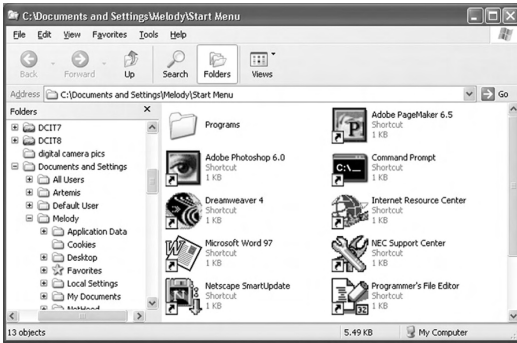 C:\Documents and Settings\Melody\Start Menu
File Edit View Favorites Tools Help
Back Forward Up Search Folders Views
Address C:\Documents and Settings\Melody\Start Menu Go
Folders
DCIT7
DCIT8
digital camera pics
Documents and Settings
All Users
Artemis
Default User
Melody
Application Data
Cookies
Desktop
Favorites
Local Settings
My Documents
NetHood
Programs
Adobe PageMaker 6.5
Shortcut
1 KB
Adobe Photoshop 6.0
Shortcut
1 KB
Command Prompt
Shortcut
1 KB
C:\_
Dreamweaver 4
Shortcut
1 KB
Internet Resource Center
Shortcut
1 KB
Microsoft Word 97
Shortcut
1 KB
NEC Support Center
Shortcut
1 KB
Netscape SmartUpdate
Shortcut
1 KB
Programmer's File Editor
Shortcut
1 KB
32
13 objects 5.49 KB My Computer